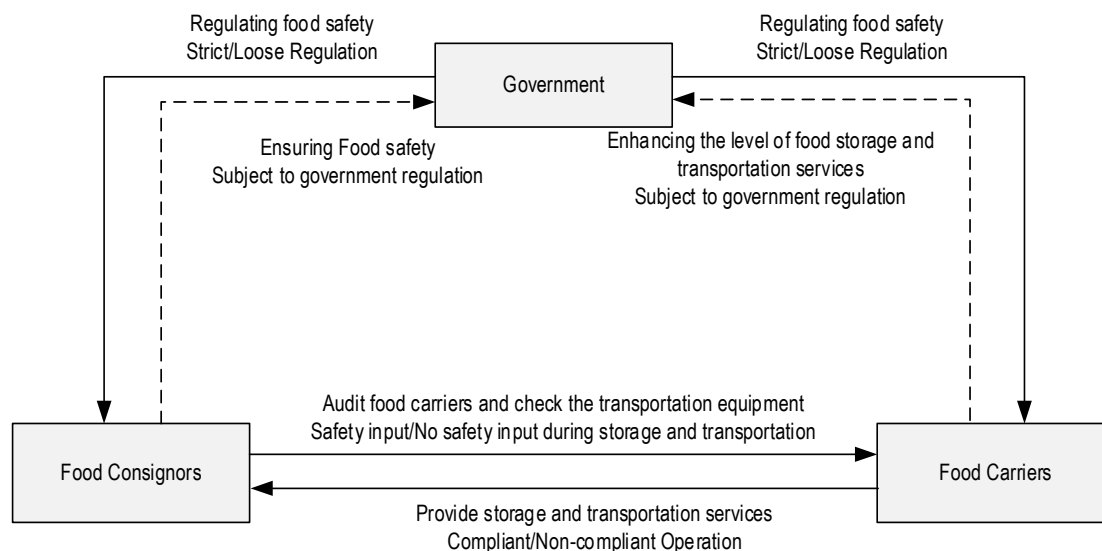 Regulating food safety
Strict/Loose Regulation
Regulating food safety
Strict/Loose Regulation
Government
Ensuring Food safety
Subject to government regulation
Enhancing the level of food storage and
transportation services
Subject to government regulation
Audit food carriers and check the transportation equipment
Safety input/No safety input during storage and transportation
Food Consignors
Food Carriers
Provide storage and transportation services
Compliant/Non-compliant Operation